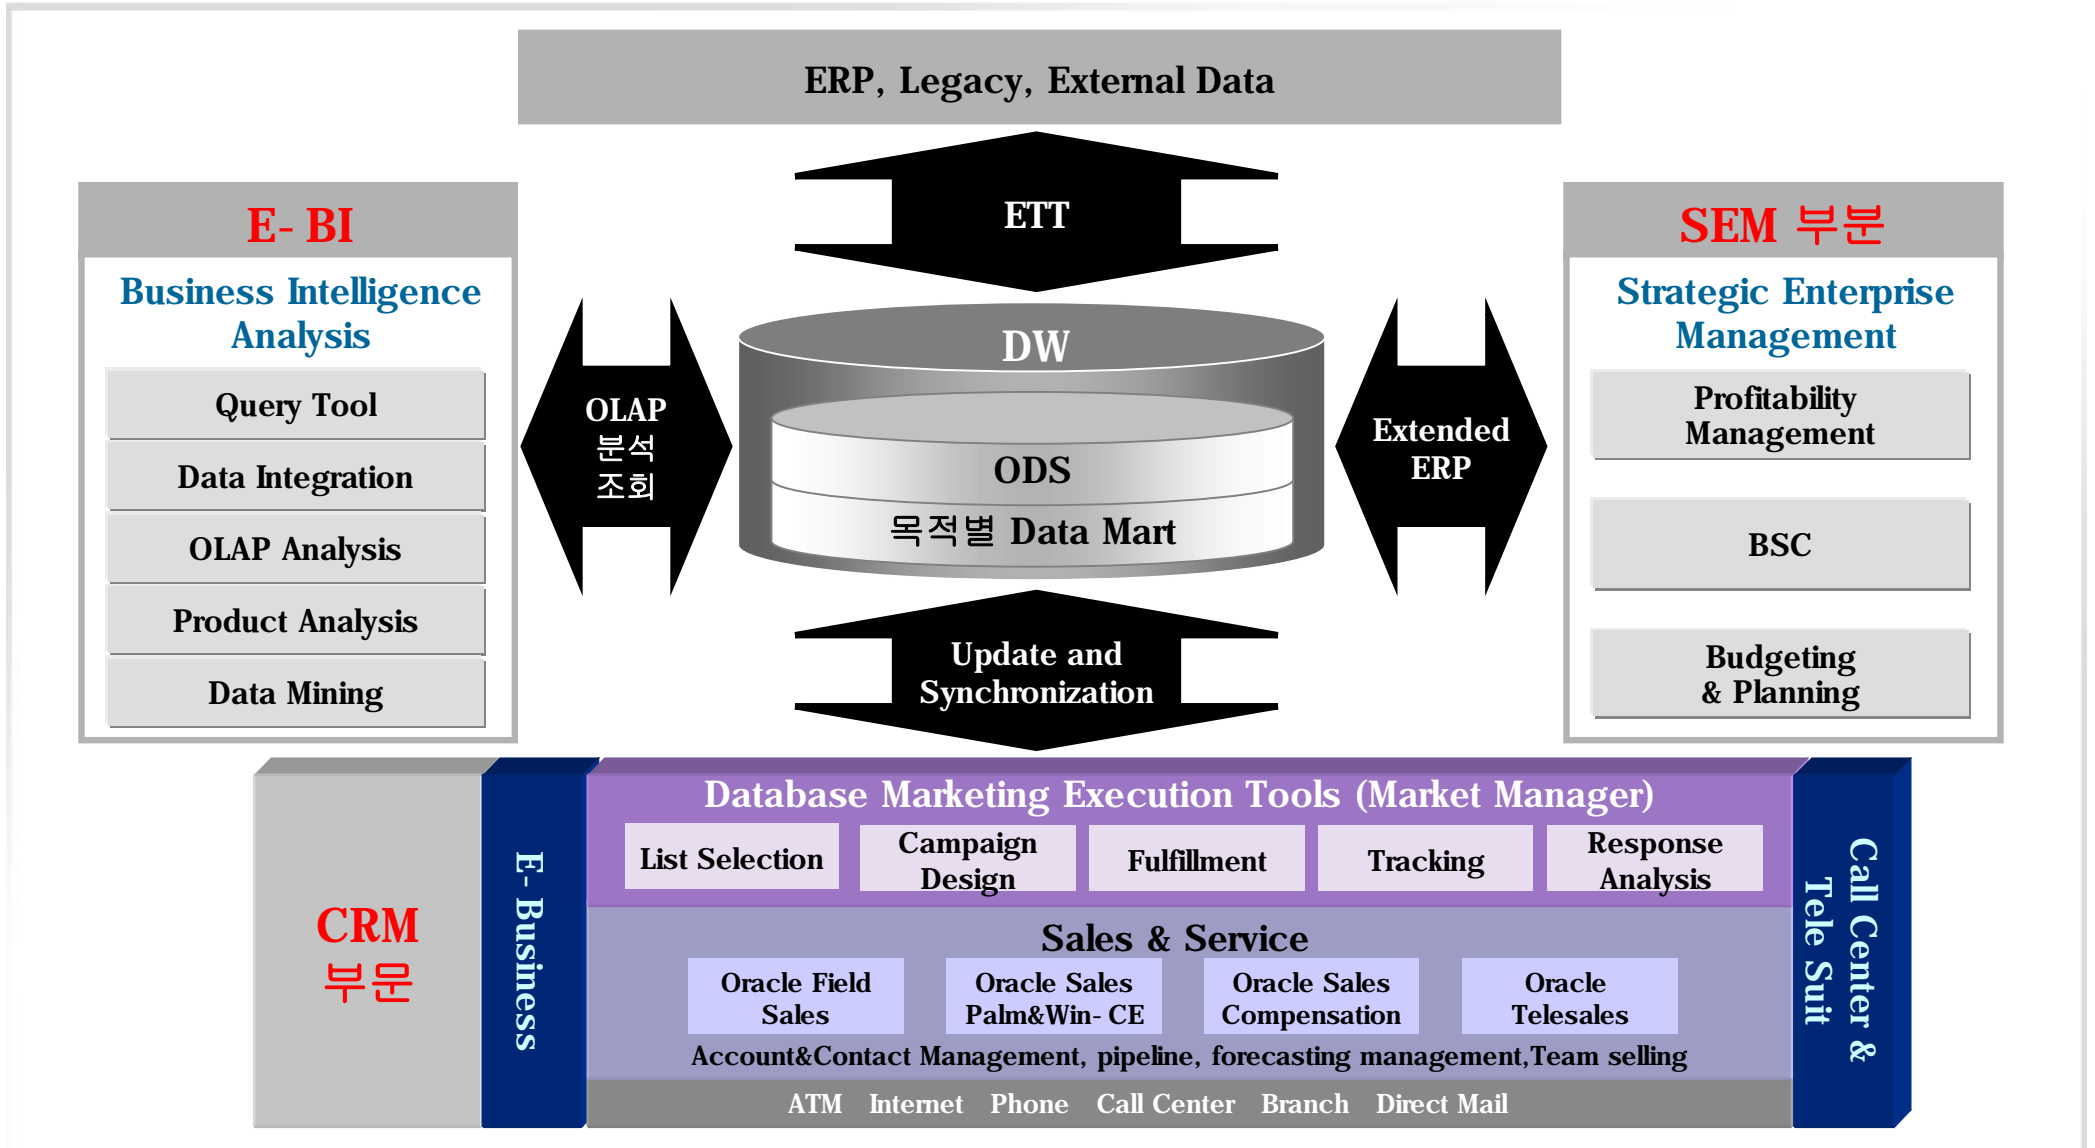 ERP, Legacy, External Data
ETT
E- BI
Business Intelligence
Analysis
Query Tool
Data Integration
OLAP Analysis
Product Analysis
Data Mining
OLAP
분석
조회
DW
ODS
목적별 Data Mart
Extended
ERP
SEM 부분
Strategic Enterprise
Management
Profitability
Management
BSC
Budgeting
& Planning
Update and
Synchronization
CRM
부문
E- Business
Database Marketing Execution Tools (Market Manager)
List Selection
Campaign
Design
Fulfillment
Tracking
Response
Analysis
Sales & Service
Oracle Field
Sales
Oracle Sales
Palm&Win- CE
Oracle Sales
Compensation
Oracle
Telesales
Account&Contact Management, pipeline, forecasting management,Team selling
ATM Internet Phone Call Center Branch Direct Mail
Call Center &
Tele Suit